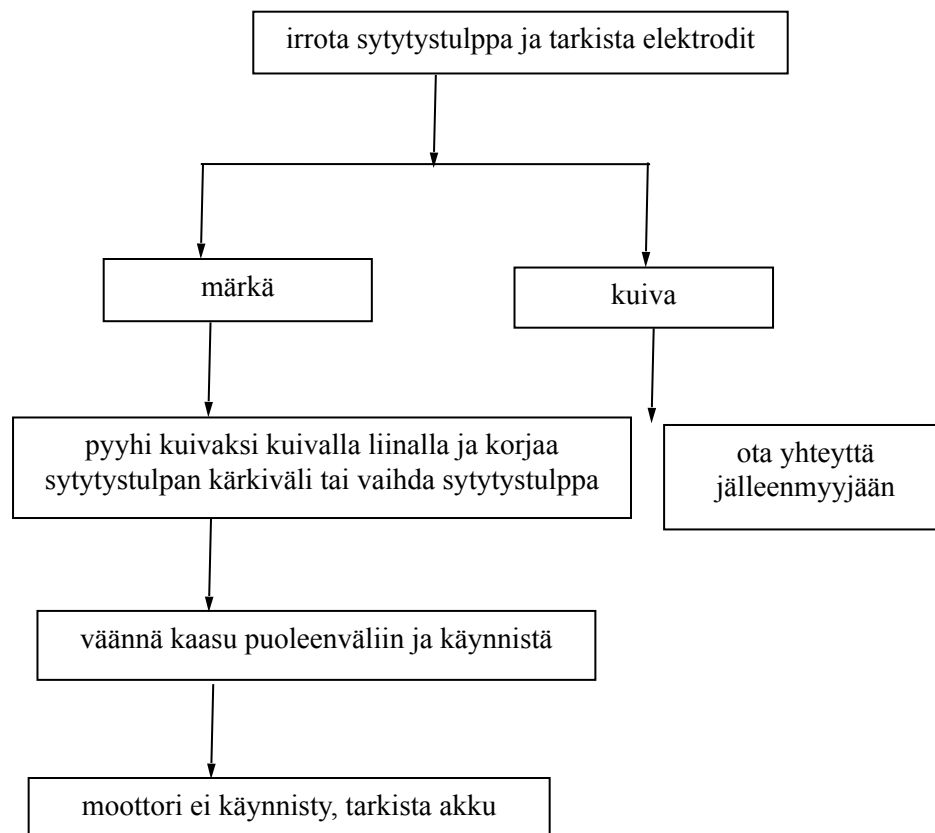 irrota sytytystulppa ja tarkista elektrodit
märkä
kuiva
pyyhi kuivaksi kuivalla liinalla ja korjaa
sytytystulpan kärkiväli tai vaihda sytytystulppa
ota yhteyttä
jälleenmyyjään
väännä kaasu puoleenväliin ja käynnistä
moottori ei käynnisty, tarkista akku